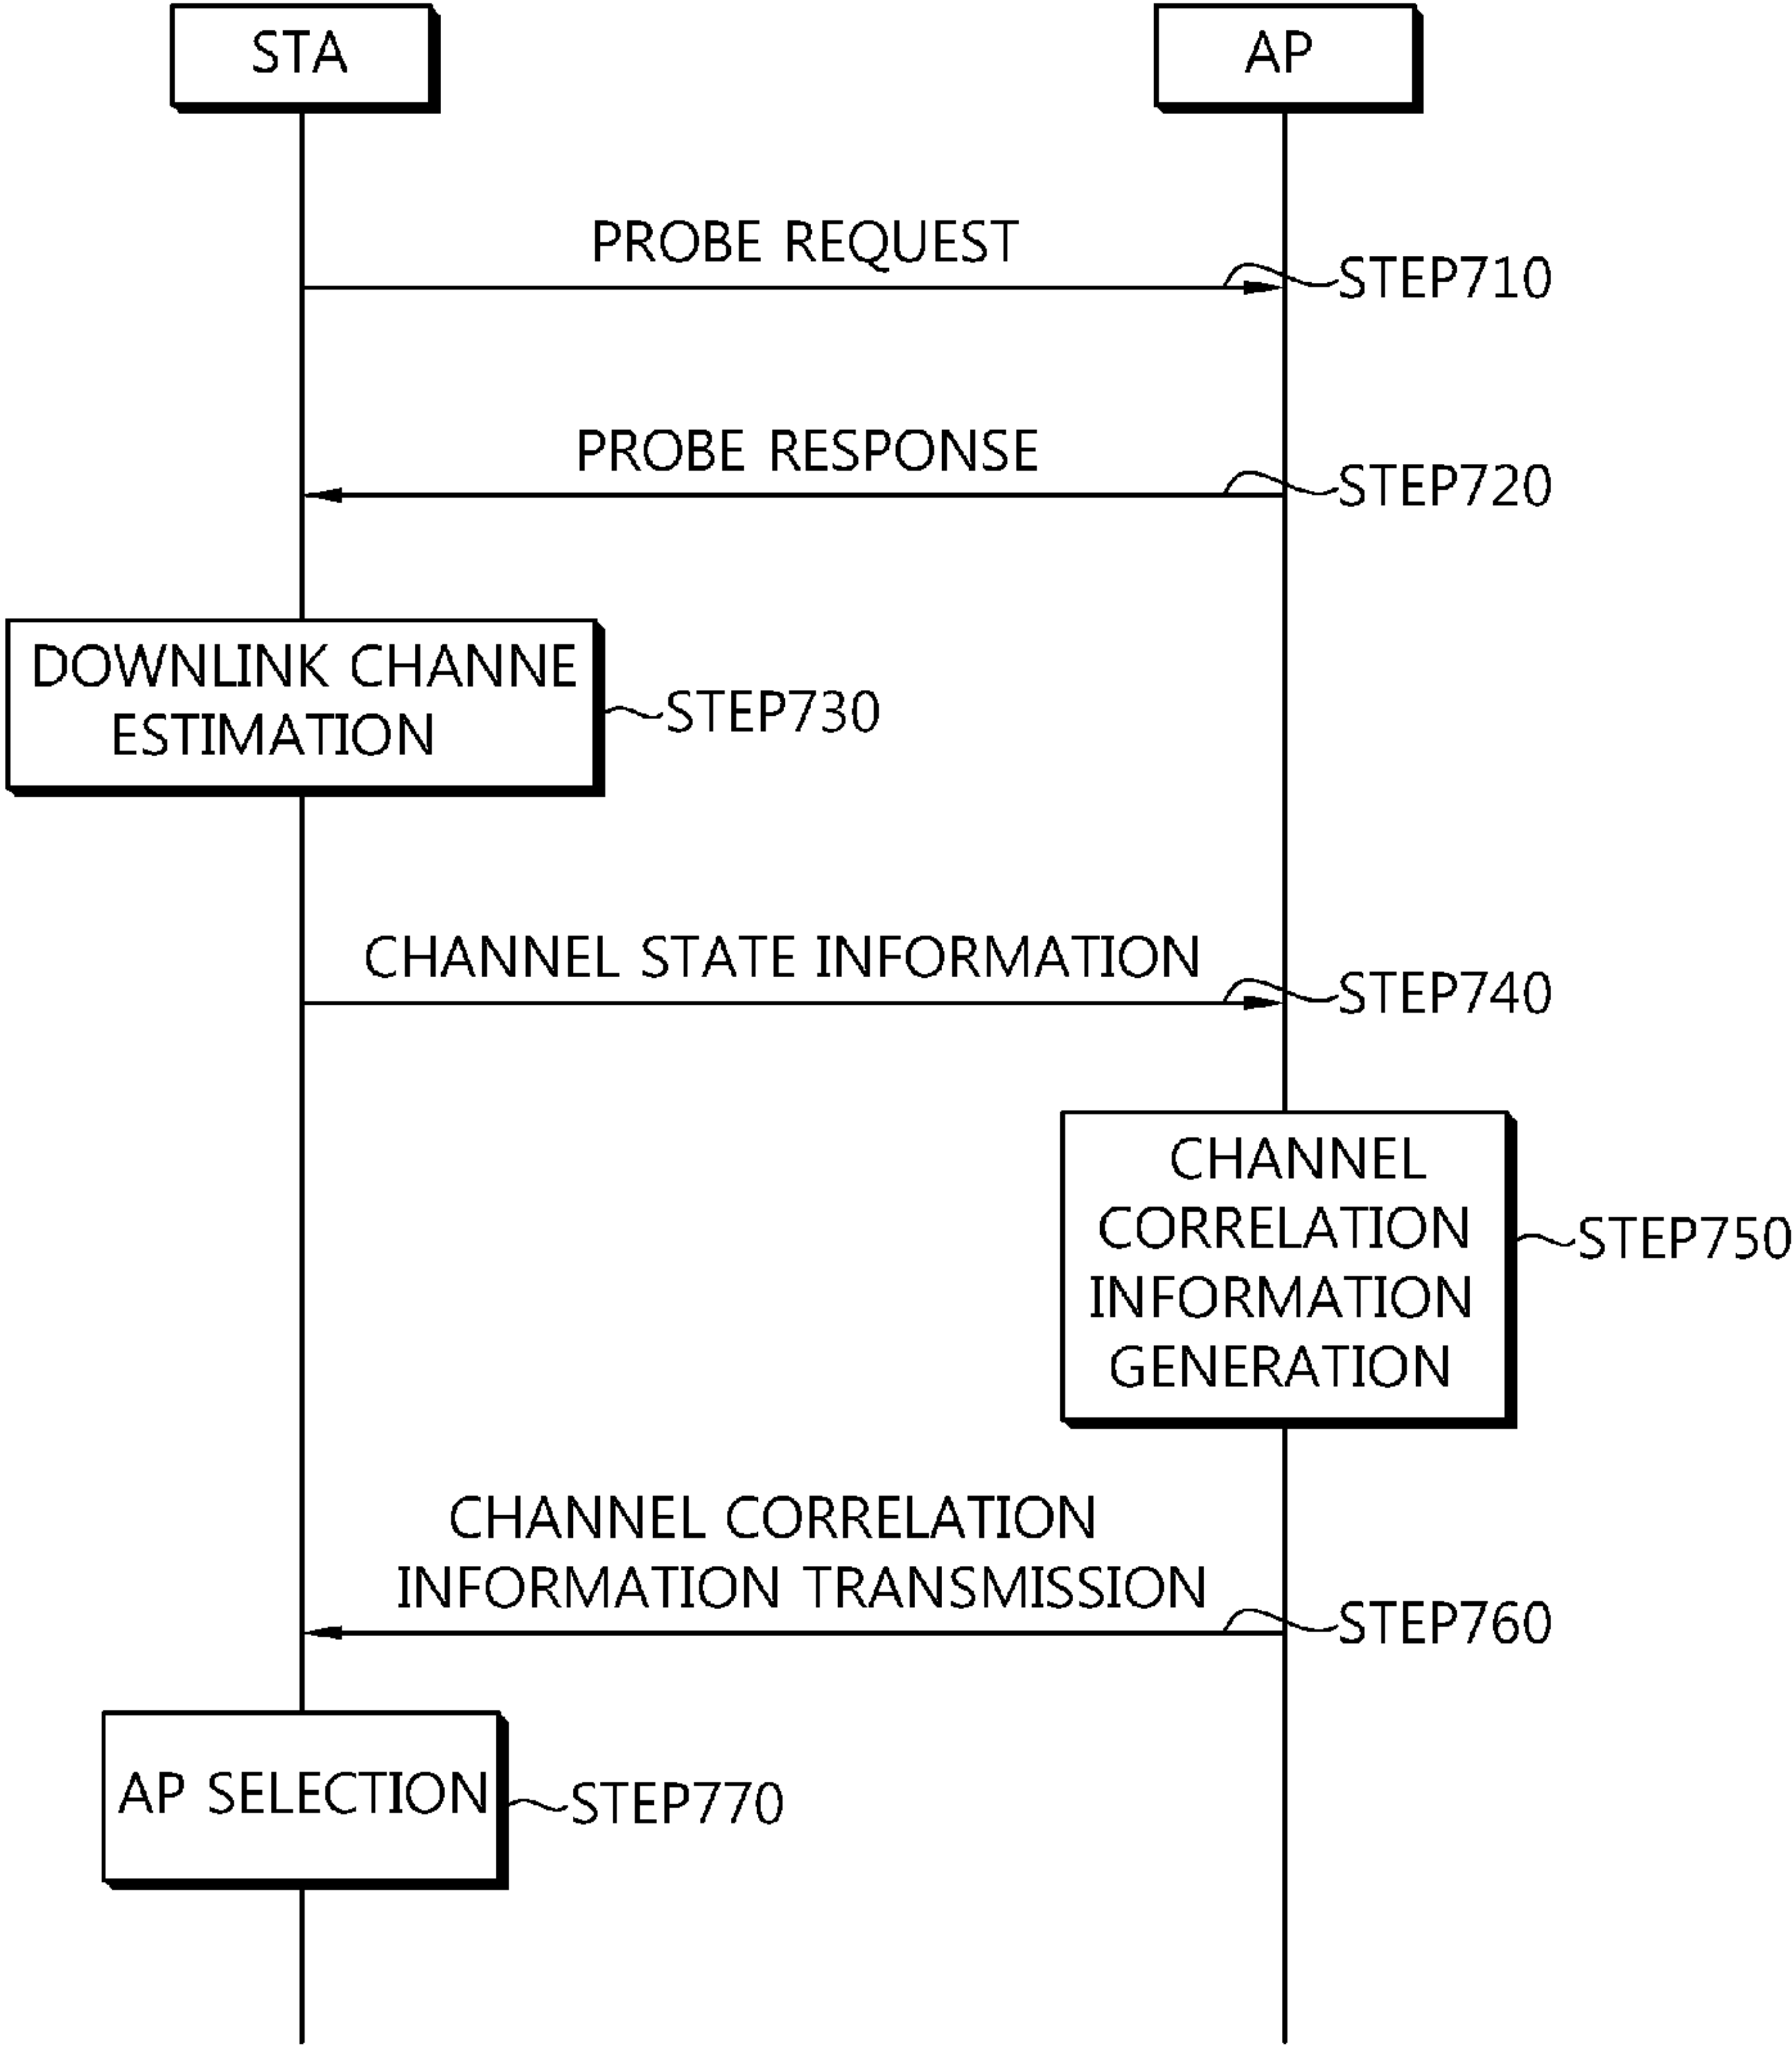 STA
AP
PROBE REQUEST
STEP710
PROBE RESPONSE
STEP720
DOWNLINK CHANNE
ESTIMATION
STEP730
CHANNEL STATE INFORMATION
STEP740
CHANNEL
CORRELATION
INFORMATION
GENERATION
STEP750
CHANNEL CORRELATION
INFORMATION TRANSMISSION
STEP760
AP SELECTION
STEP770